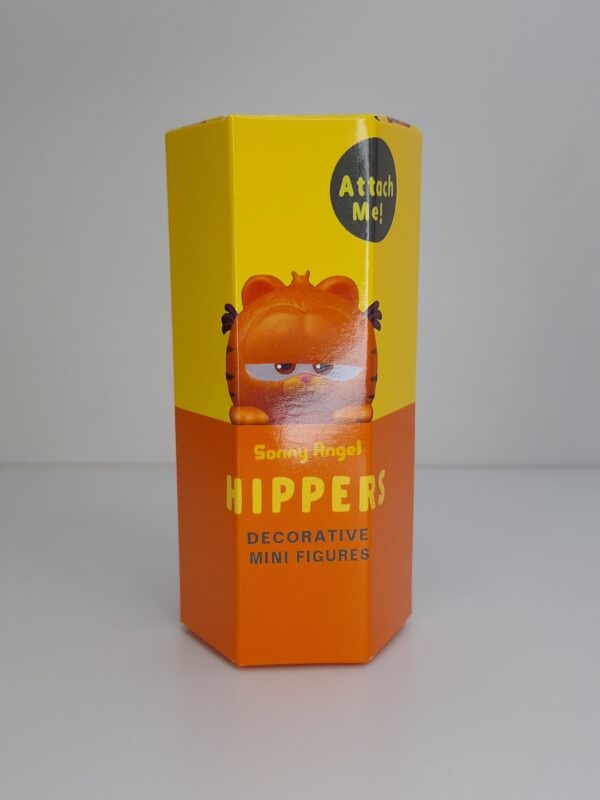 Attach
Me!
Sonny Angel
HIPPERS
DECORATIVE
MINI FIGURES